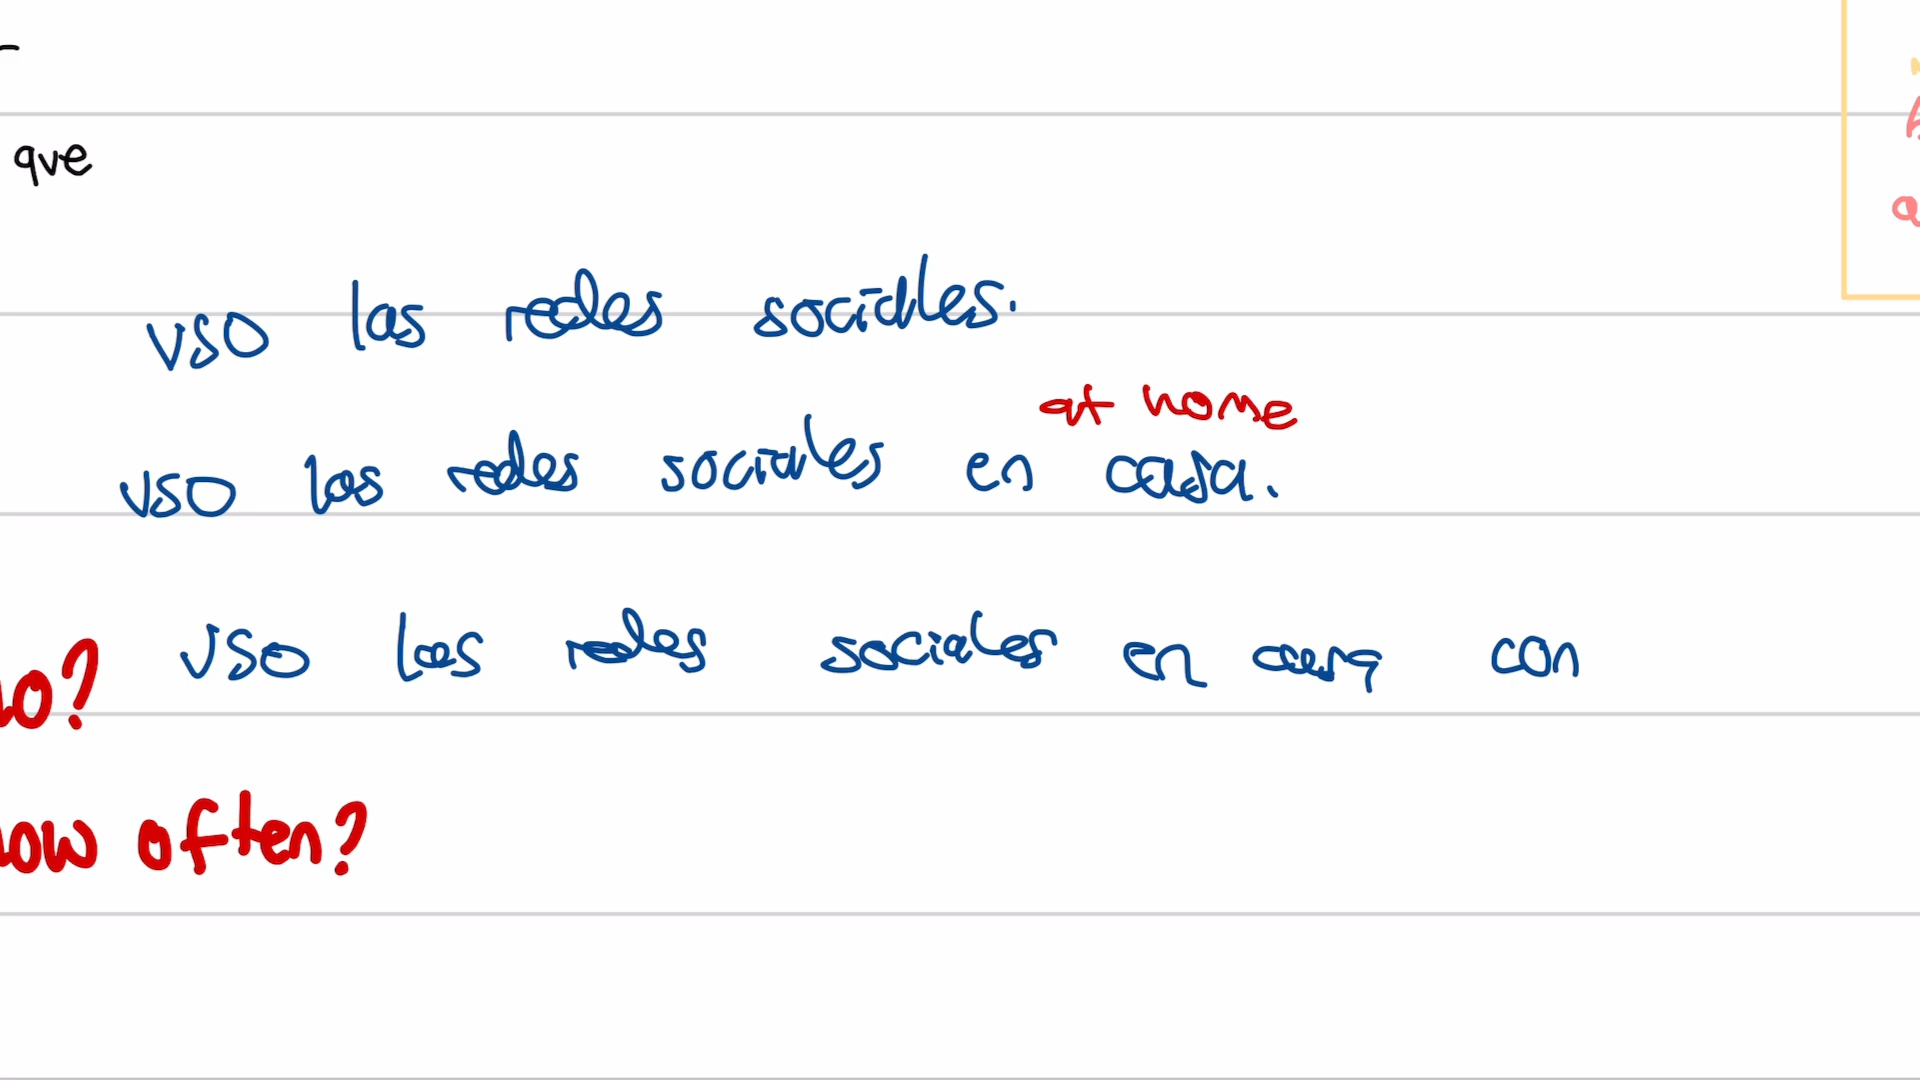 que
uso las redes sociales.
at home
uso las redes sociales en casa.
uso las redes sociales en casa con
often?